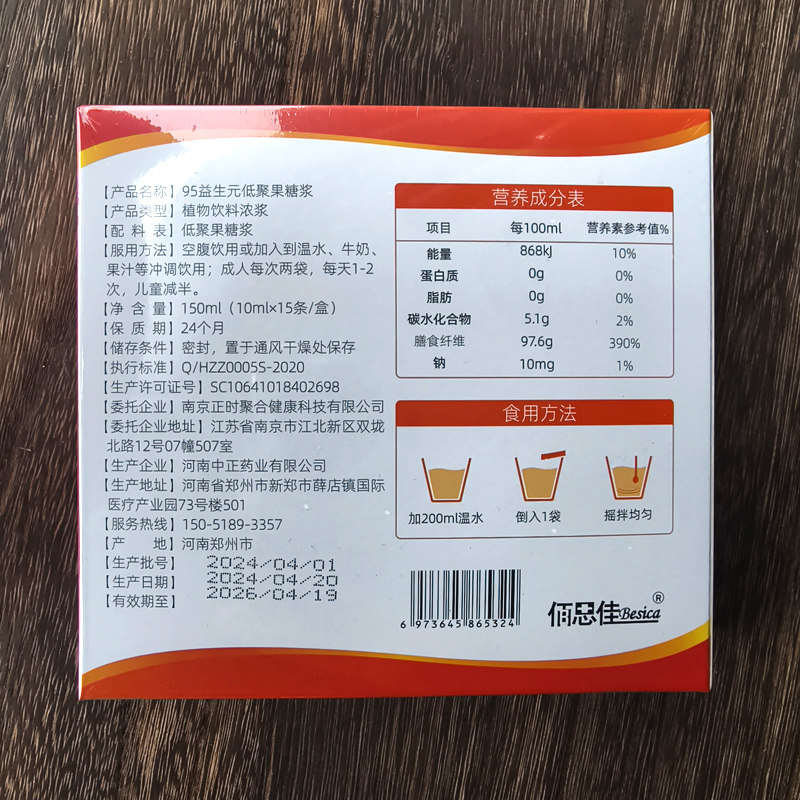 【产品名称】95益生元低聚果糖浆
【产品类型】植物饮料浓浆
【配 料 表】低聚果糖浆
【服用方法】空腹饮用或加入到温水、牛奶、
果汁等冲调饮用；成人每次两袋，每天1-2
次，儿童减半。
【净 含 量】150ml（10ml×15条/盒）
【保 质 期】24个月
【储存条件】密封，置于通风干燥处保存
【执行标准】Q/HZZ0005S-2020
【生产许可证号】SC10641018402698
【委托企业】南京正时聚合健康科技有限公司
【委托企业地址】江苏省南京市江北新区双垅
北路12号07幢507室
【生产企业】河南中正药业有限公司
【生产地址】河南省郑州市新郑市薛店镇国际
医疗产业园73号楼501
【服务热线】150-5189-3357
【产 地】河南郑州市
【生产批号】 2024/04/01
【生产日期】 2024/04/20
【有效期至】 2026/04/19
营养成分表
项目 每100ml 营养素参考值%
能量 868kJ 10%
蛋白质 0g 0%
脂肪 0g 0%
碳水化合物 5.1g 2%
膳食纤维 97.6g 390%
钠 10mg 1%
食用方法
加200ml温水 倒入1袋 摇拌均匀
6 973645 865324
佰思佳Besica®